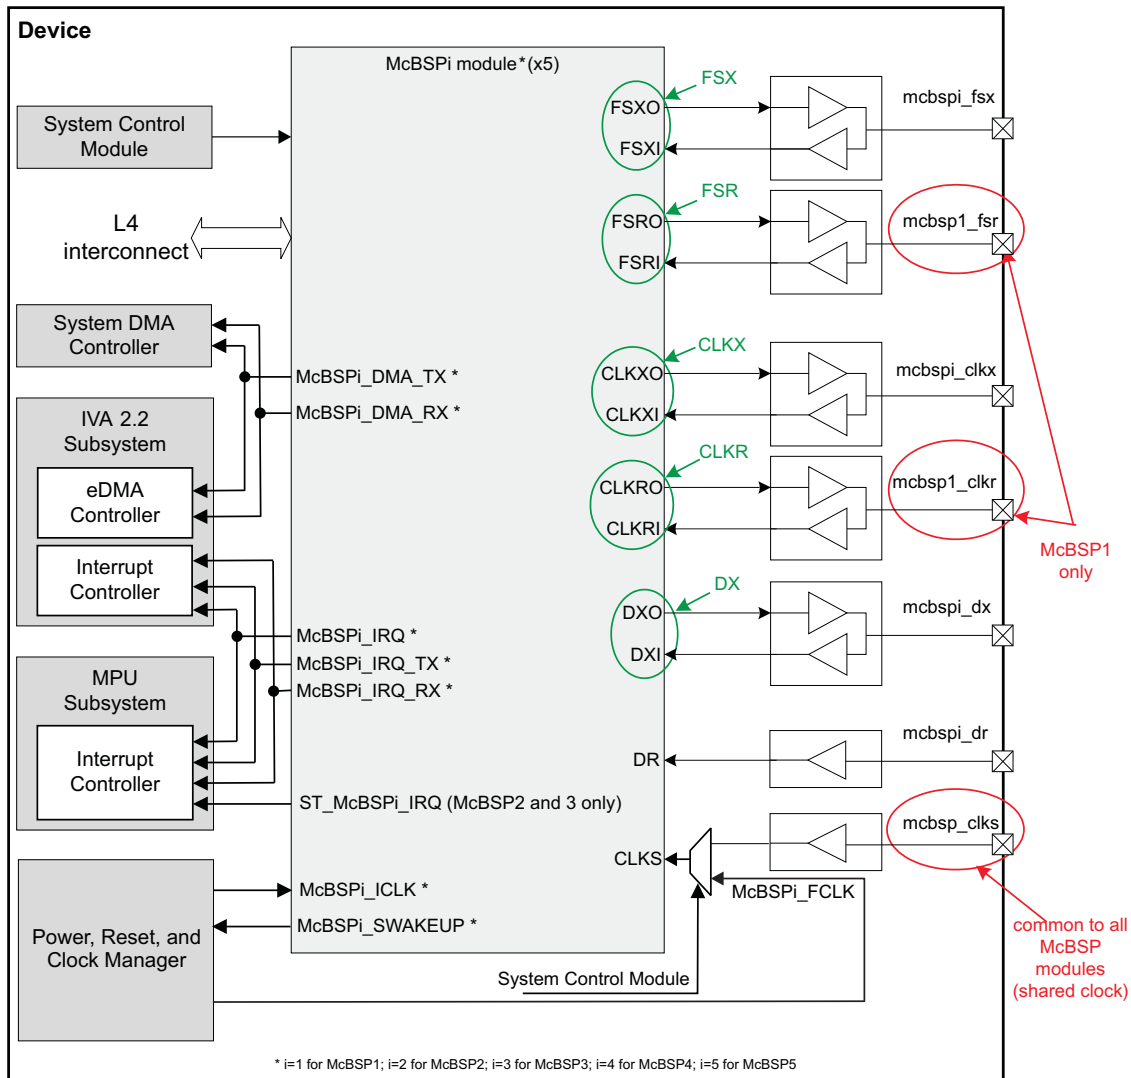 Device
McBSPi module * (x5)
System Control
Module
L4
interconnect
System DMA
Controller
McBSPi_DMA_TX *
McBSPi_DMA_RX *
IVA 2.2
Subsystem
eDMA
Controller
Interrupt
Controller
McBSPi_IRQ *
McBSPi_IRQ_TX *
McBSPi_IRQ_RX *
MPU
Subsystem
Interrupt
Controller
ST_McBSPi_IRQ (McBSP2 and 3 only)
McBSPi_ICLK *
McBSPi_SWAKEUP *
Power, Reset, and
Clock Manager
System Control Module
FSX
FSXO
FSXI
mcbspi_fsx
FSR
FSRO
FSRI
mcbsp1_fsr
CLKX
CLKXO
CLKXI
mcbspi_clkx
CLKR
CLKRO
CLKRI
mcbsp1_clkr
McBSP1
only
DX
DXO
DXI
mcbspi_dx
DR
mcbspi_dr
CLKS
mcbsp_clks
McBSPi_FCLK
common to all
McBSP
modules
(shared clock)
* i=1 for McBSP1; i=2 for McBSP2; i=3 for McBSP3; i=4 for McBSP4; i=5 for McBSP5